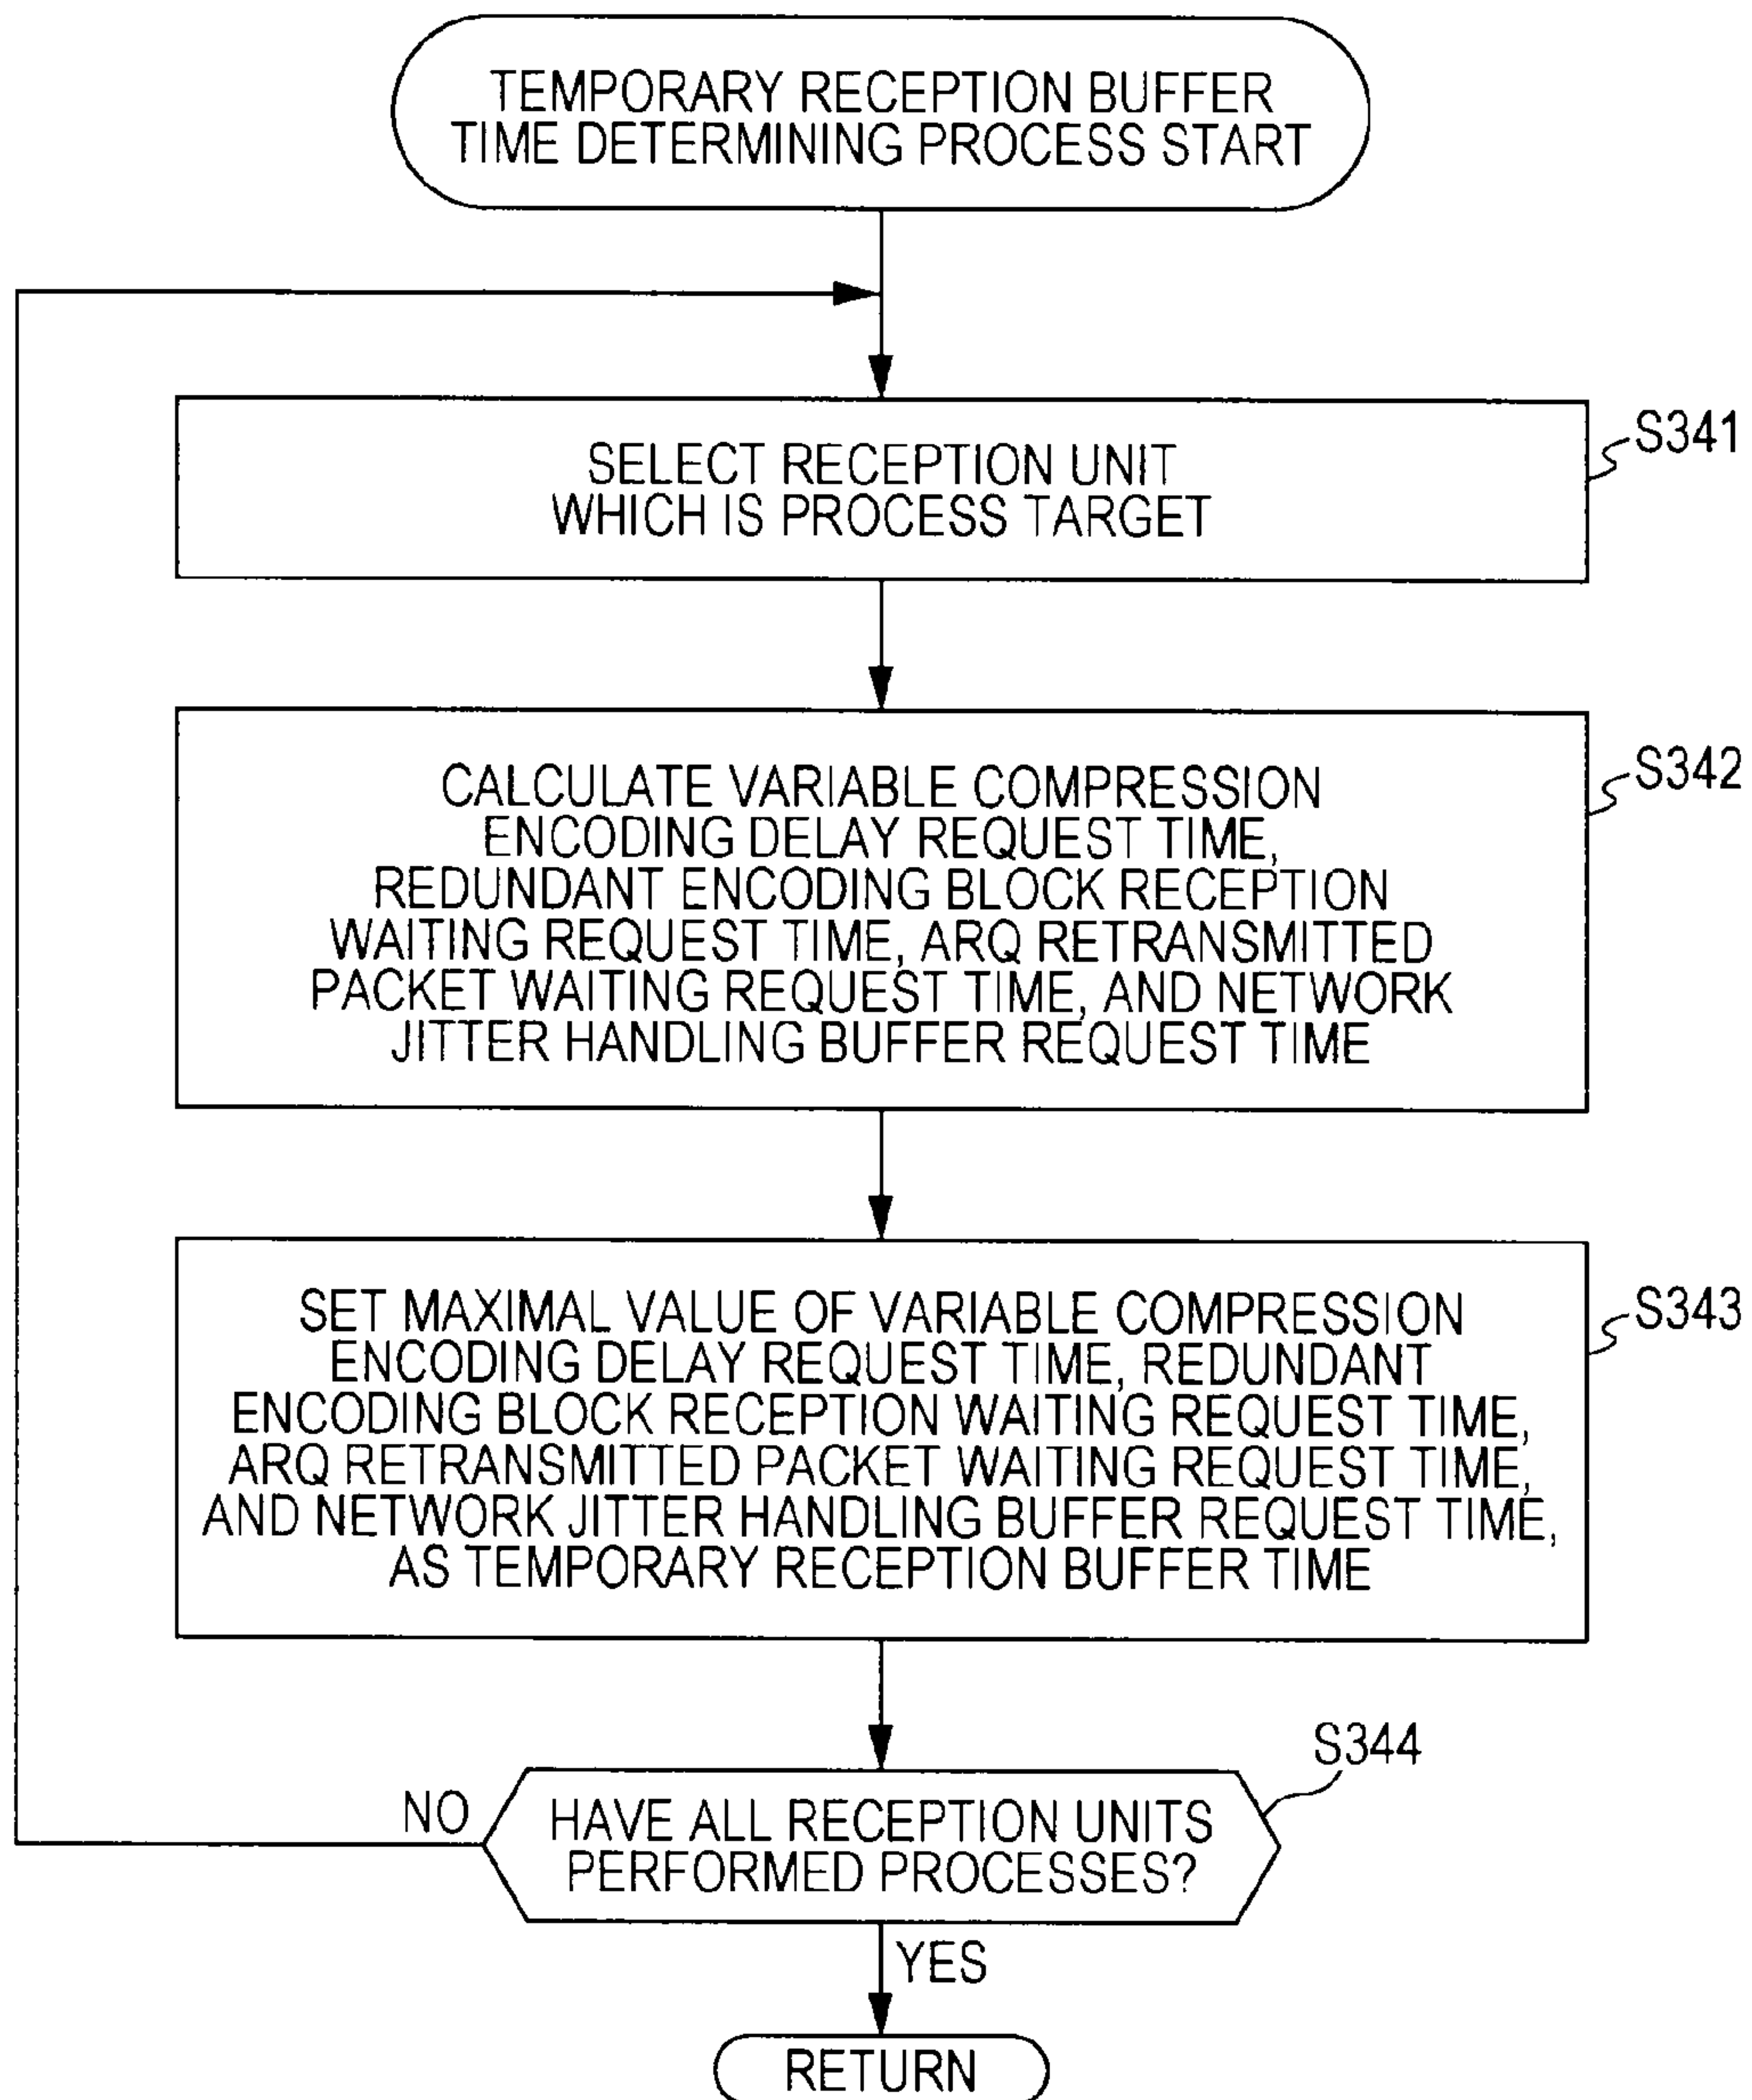 TEMPORARY RECEPTION BUFFER
TIME DETERMINING PROCESS START
S341
SELECT RECEPTION UNIT
WHICH IS PROCESS TARGET
S342
CALCULATE VARIABLE COMPRESSION
ENCODING DELAY REQUEST TIME,
REDUNDANT ENCODING BLOCK RECEPTION
WAITING REQUEST TIME, ARQ RETRANSMITTED
PACKET WAITING REQUEST TIME, AND NETWORK
JITTER HANDLING BUFFER REQUEST TIME
S343
SET MAXIMAL VALUE OF VARIABLE COMPRESSION
ENCODING DELAY REQUEST TIME, REDUNDANT
ENCODING BLOCK RECEPTION WAITING REQUEST TIME,
ARQ RETRANSMITTED PACKET WAITING REQUEST TIME,
AND NETWORK JITTER HANDLING BUFFER REQUEST TIME,
AS TEMPORARY RECEPTION BUFFER TIME
S344
NO
HAVE ALL RECEPTION UNITS
PERFORMED PROCESSES?
YES
RETURN